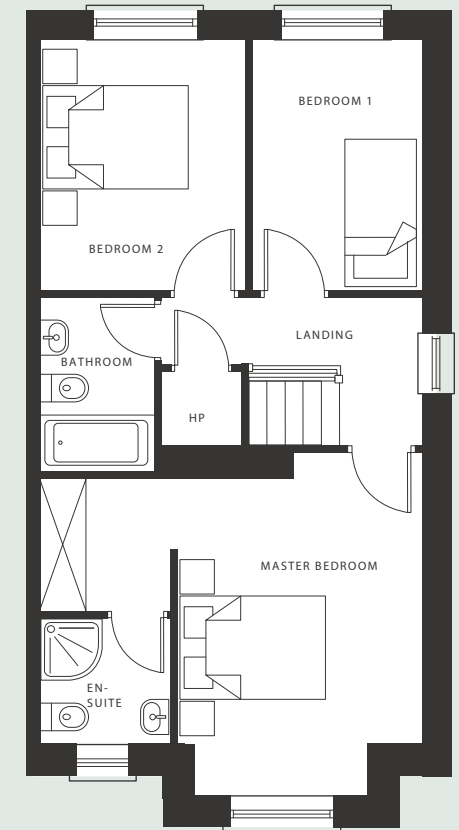 BEDROOM 1
BEDROOM 2
LANDING
BATHROOM
HP
MASTER BEDROOM
EN-
SUITE